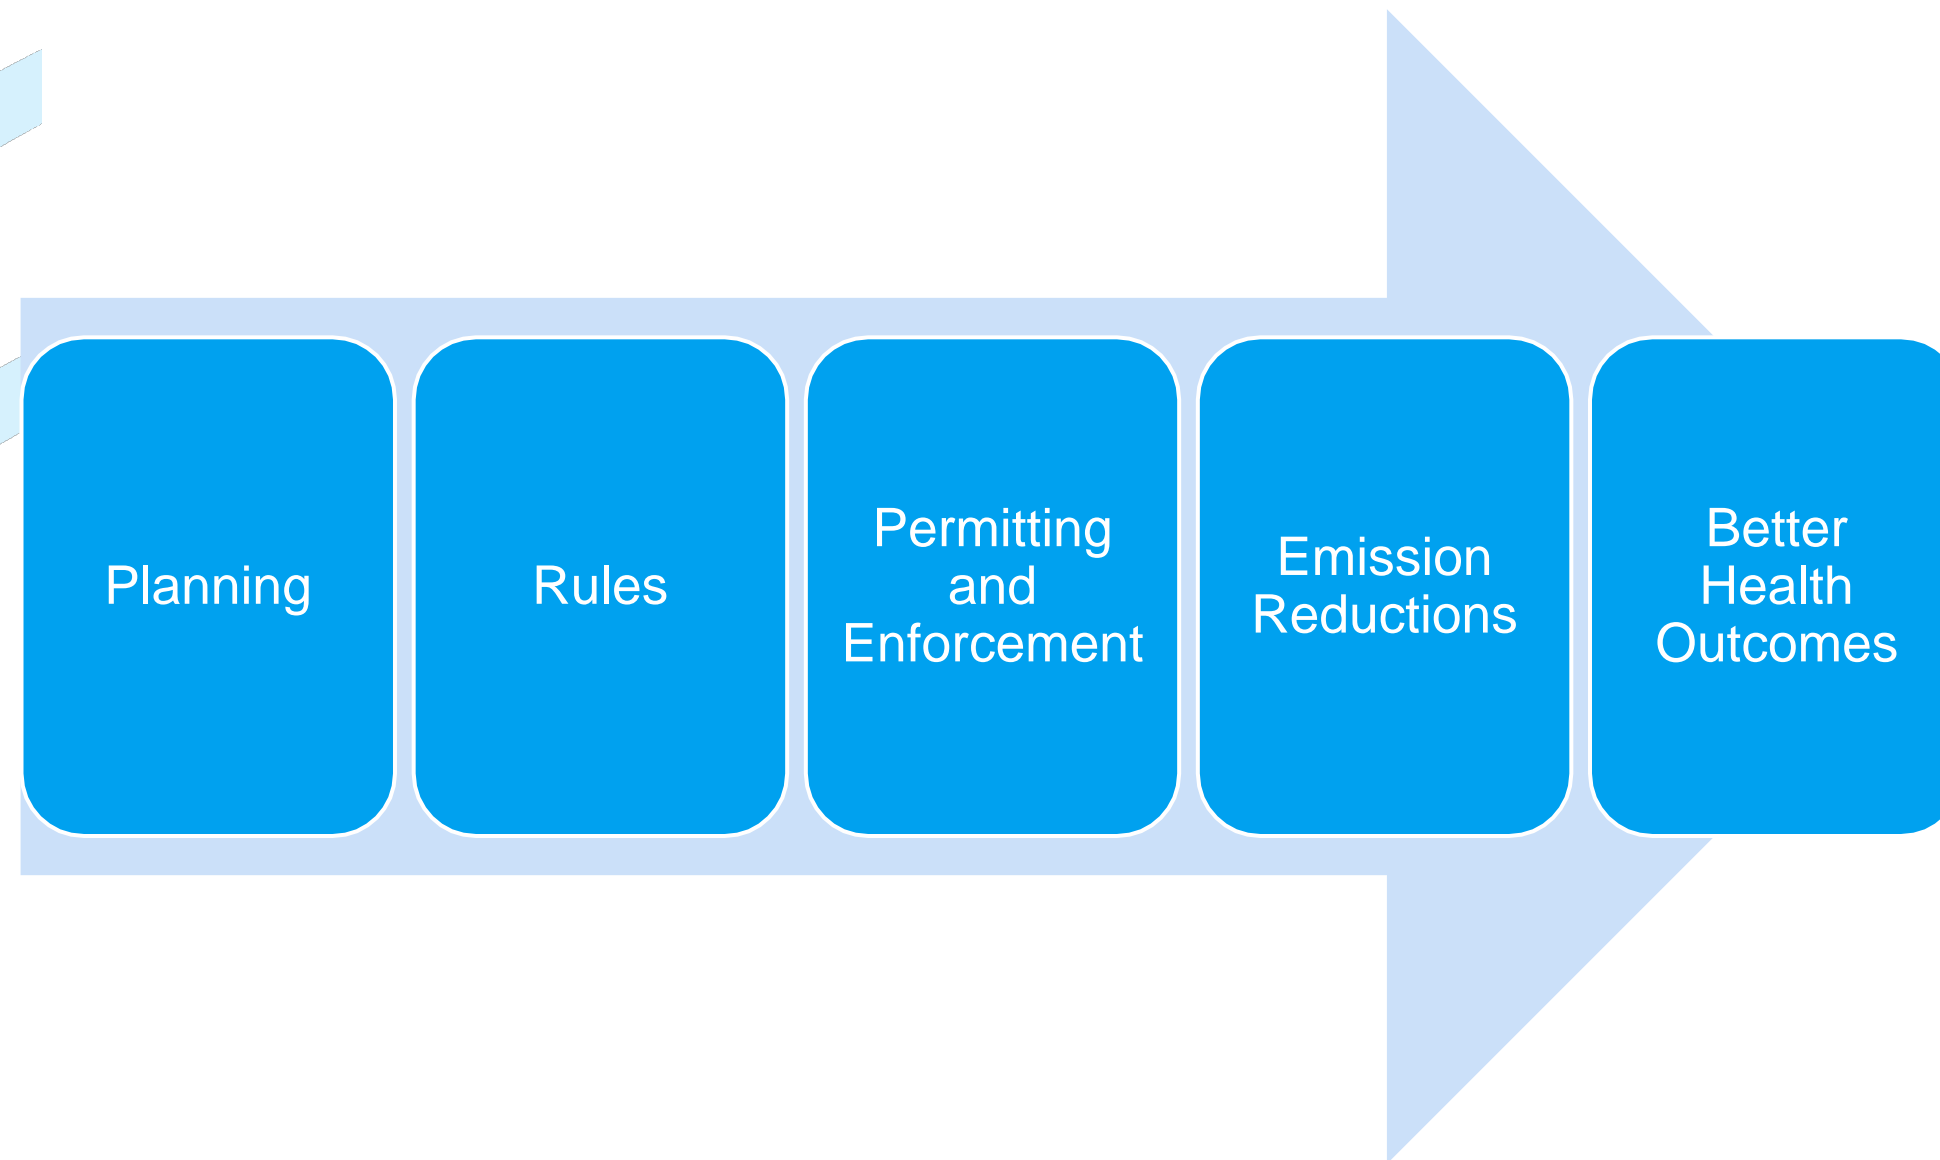 Planning
Rules
Permitting
and
Enforcement
Emission
Reductions
Better
Health
Outcomes